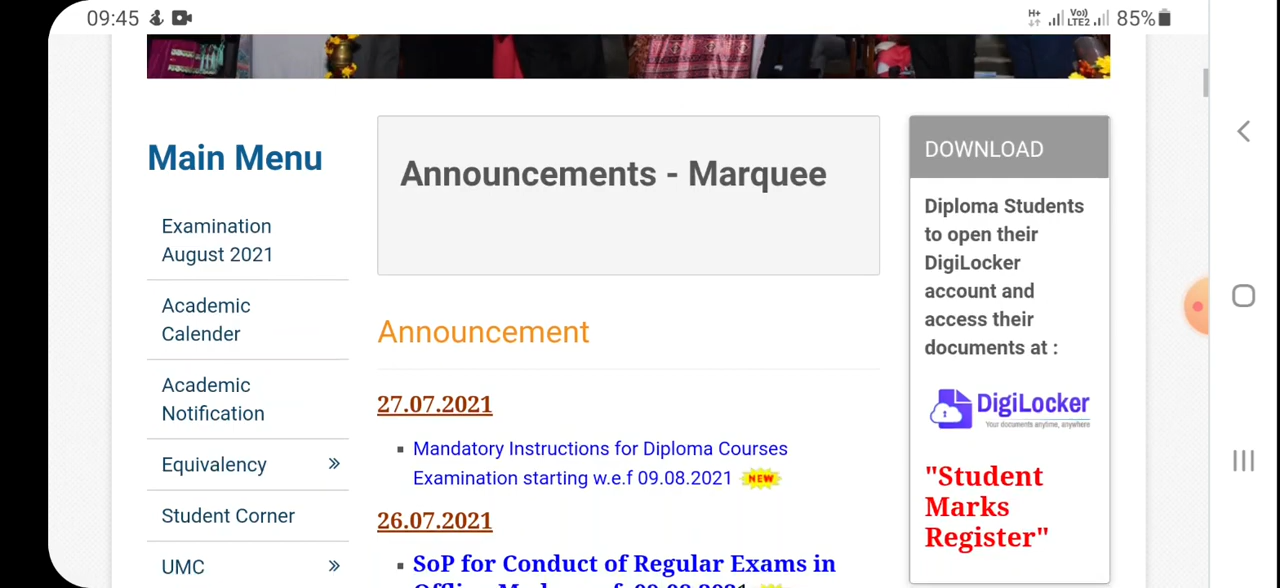 09:45
H+
Vo)
LTE2
85%
Main Menu
Examination
August 2021
Academic
Calender
Academic
Notification
Equivalency »
Student Corner
UMC »
Announcements - Marquee
Announcement
27.07.2021
Mandatory Instructions for Diploma Courses
Examination starting w.e.f 09.08.2021 NEW
26.07.2021
SoP for Conduct of Regular Exams in
DOWNLOAD
Diploma Students
to open their
DigiLocker
account and
access their
documents at :
DigiLocker
Your documents anytime, anywhere
"Student
Marks
Register"